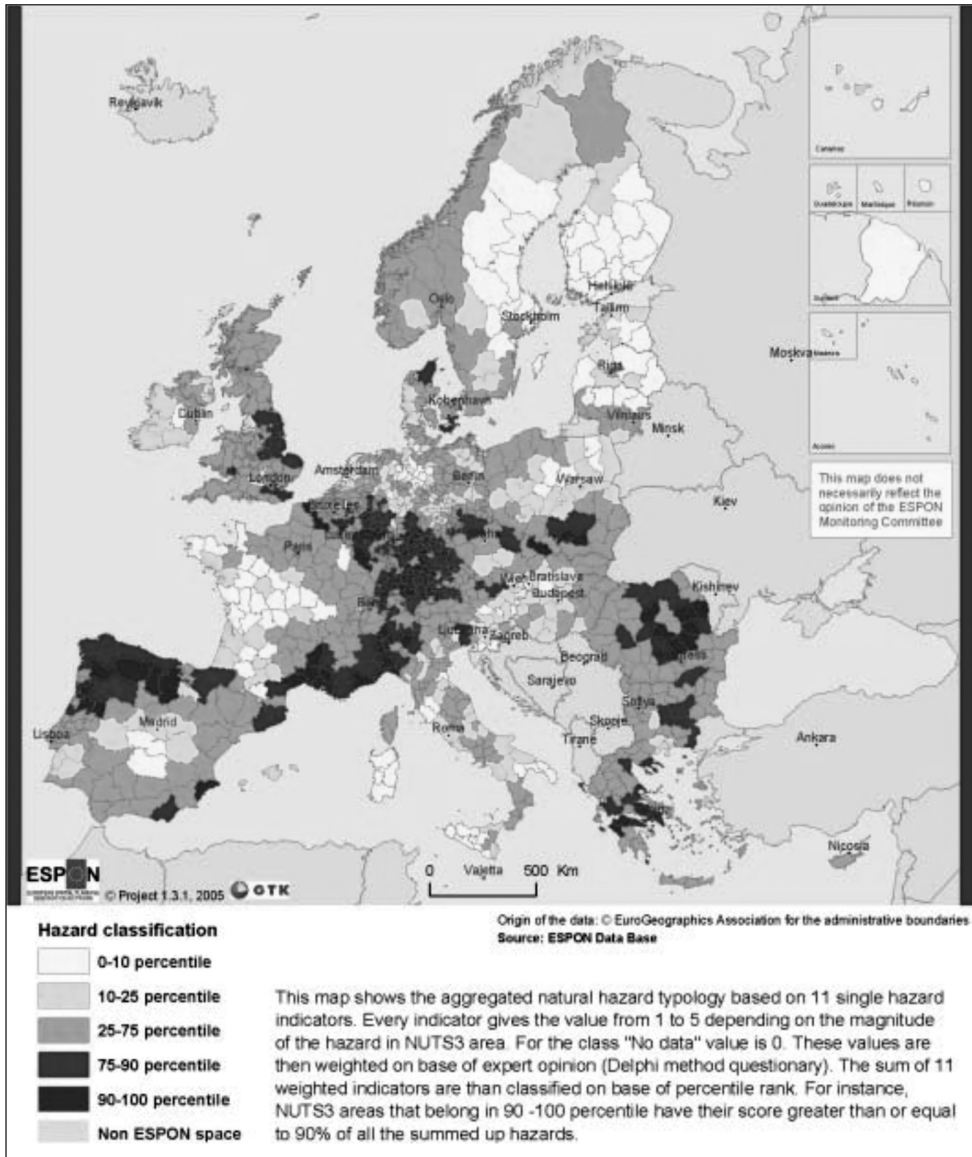 Reykjavik
Canarias
Guadeloupe
Martinique
Réunion
Oslo
Helsinki
Tallinn
Stockholm
Moskva
Madeira
Riga
Dublin
København
Vilnius
Minsk
Acores
London
Amsterdam
Berlin
Warsaw
This map does not
necessarily reflect the
opinion of the ESPON
Monitoring Committee
Kiev
Paris
Bratislava
Kishinev
Budapest
Zagreb
Beograd
Sarajevo
Sofiya
Skopje
Tirane
Madrid
Lisboa
Roma
Ankara
Nicosia
Valetta
0 500 Km
ESPON
© Project 1.3.1, 2005
GTK
Origin of the data: © EuroGeographics Association for the administrative boundaries
Source: ESPON Data Base
Hazard classification
0-10 percentile
10-25 percentile
25-75 percentile
75-90 percentile
90-100 percentile
Non ESPON space
This map shows the aggregated natural hazard typology based on 11 single hazard
indicators. Every indicator gives the value from 1 to 5 depending on the magnitude
of the hazard in NUTS3 area. For the class "No data" value is 0. These values are
then weighted on base of expert opinion (Delphi method questionary). The sum of 11
weighted indicators are than classified on base of percentile rank. For instance,
NUTS3 areas that belong in 90 -100 percentile have their score greater than or equal
to 90% of all the summed up hazards.